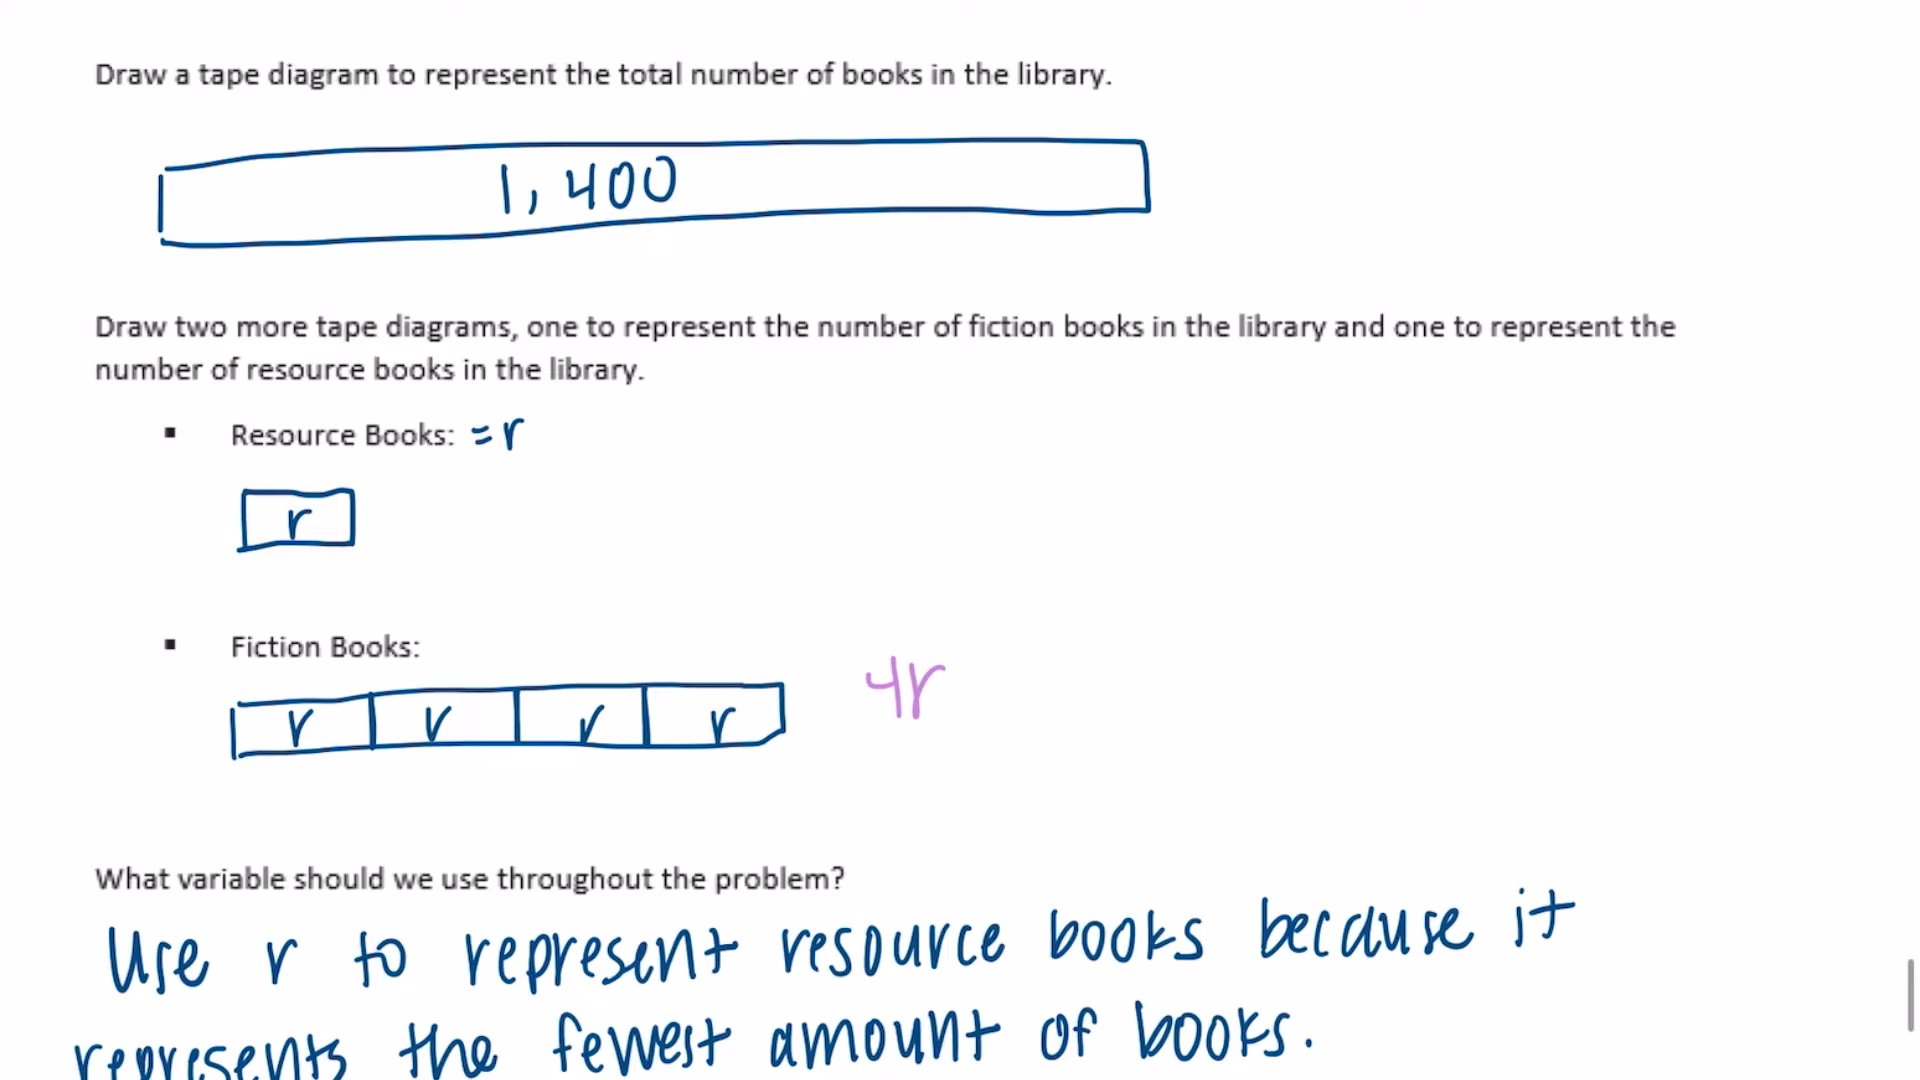 Draw a tape diagram to represent the total number of books in the library.
1,400
Draw two more tape diagrams, one to represent the number of fiction books in the library and one to represent the
number of resource books in the library.
▪ Resource Books: = r
r
▪ Fiction Books:
r r r r 4r
What variable should we use throughout the problem?
Use r to represent resource books because it
represents the fewest amount of books.